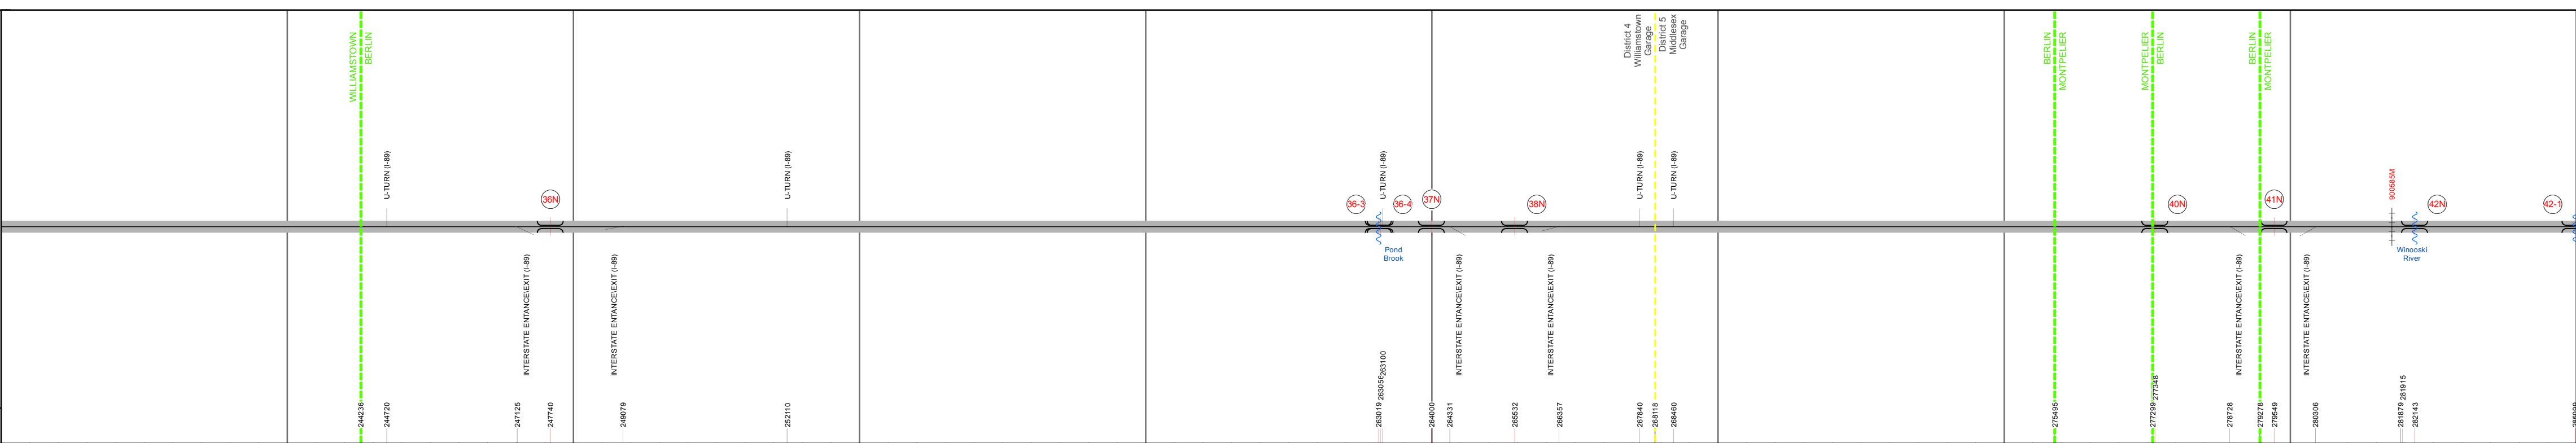 WILLIAMSTOWN
BERLIN
District 4
Williamstown
Garage
District 5
Middlesex
Garage
BERLIN
MONTPELIER
MONTPELIER
BERLIN
BERLIN
MONTPELIER
U-TURN (I-89)
U-TURN (I-89)
U-TURN (I-89)
U-TURN (I-89)
U-TURN (I-89)
900585M
36N
36-3
36-4
37N
38N
40N
41N
42N
42-1
Pond
Brook
Winooski
River
INTERSTATE ENTANCE\EXIT (I-89)
INTERSTATE ENTANCE\EXIT (I-89)
INTERSTATE ENTANCE\EXIT (I-89)
INTERSTATE ENTANCE\EXIT (I-89)
INTERSTATE ENTANCE\EXIT (I-89)
INTERSTATE ENTANCE\EXIT (I-89)
244236
244720
247125
247740
249079
252110
263019
263056
263100
264000
264331
265532
266357
267840
268118
268460
275495
277299
277348
278728
279278
279549
280306
281879
281915
282143